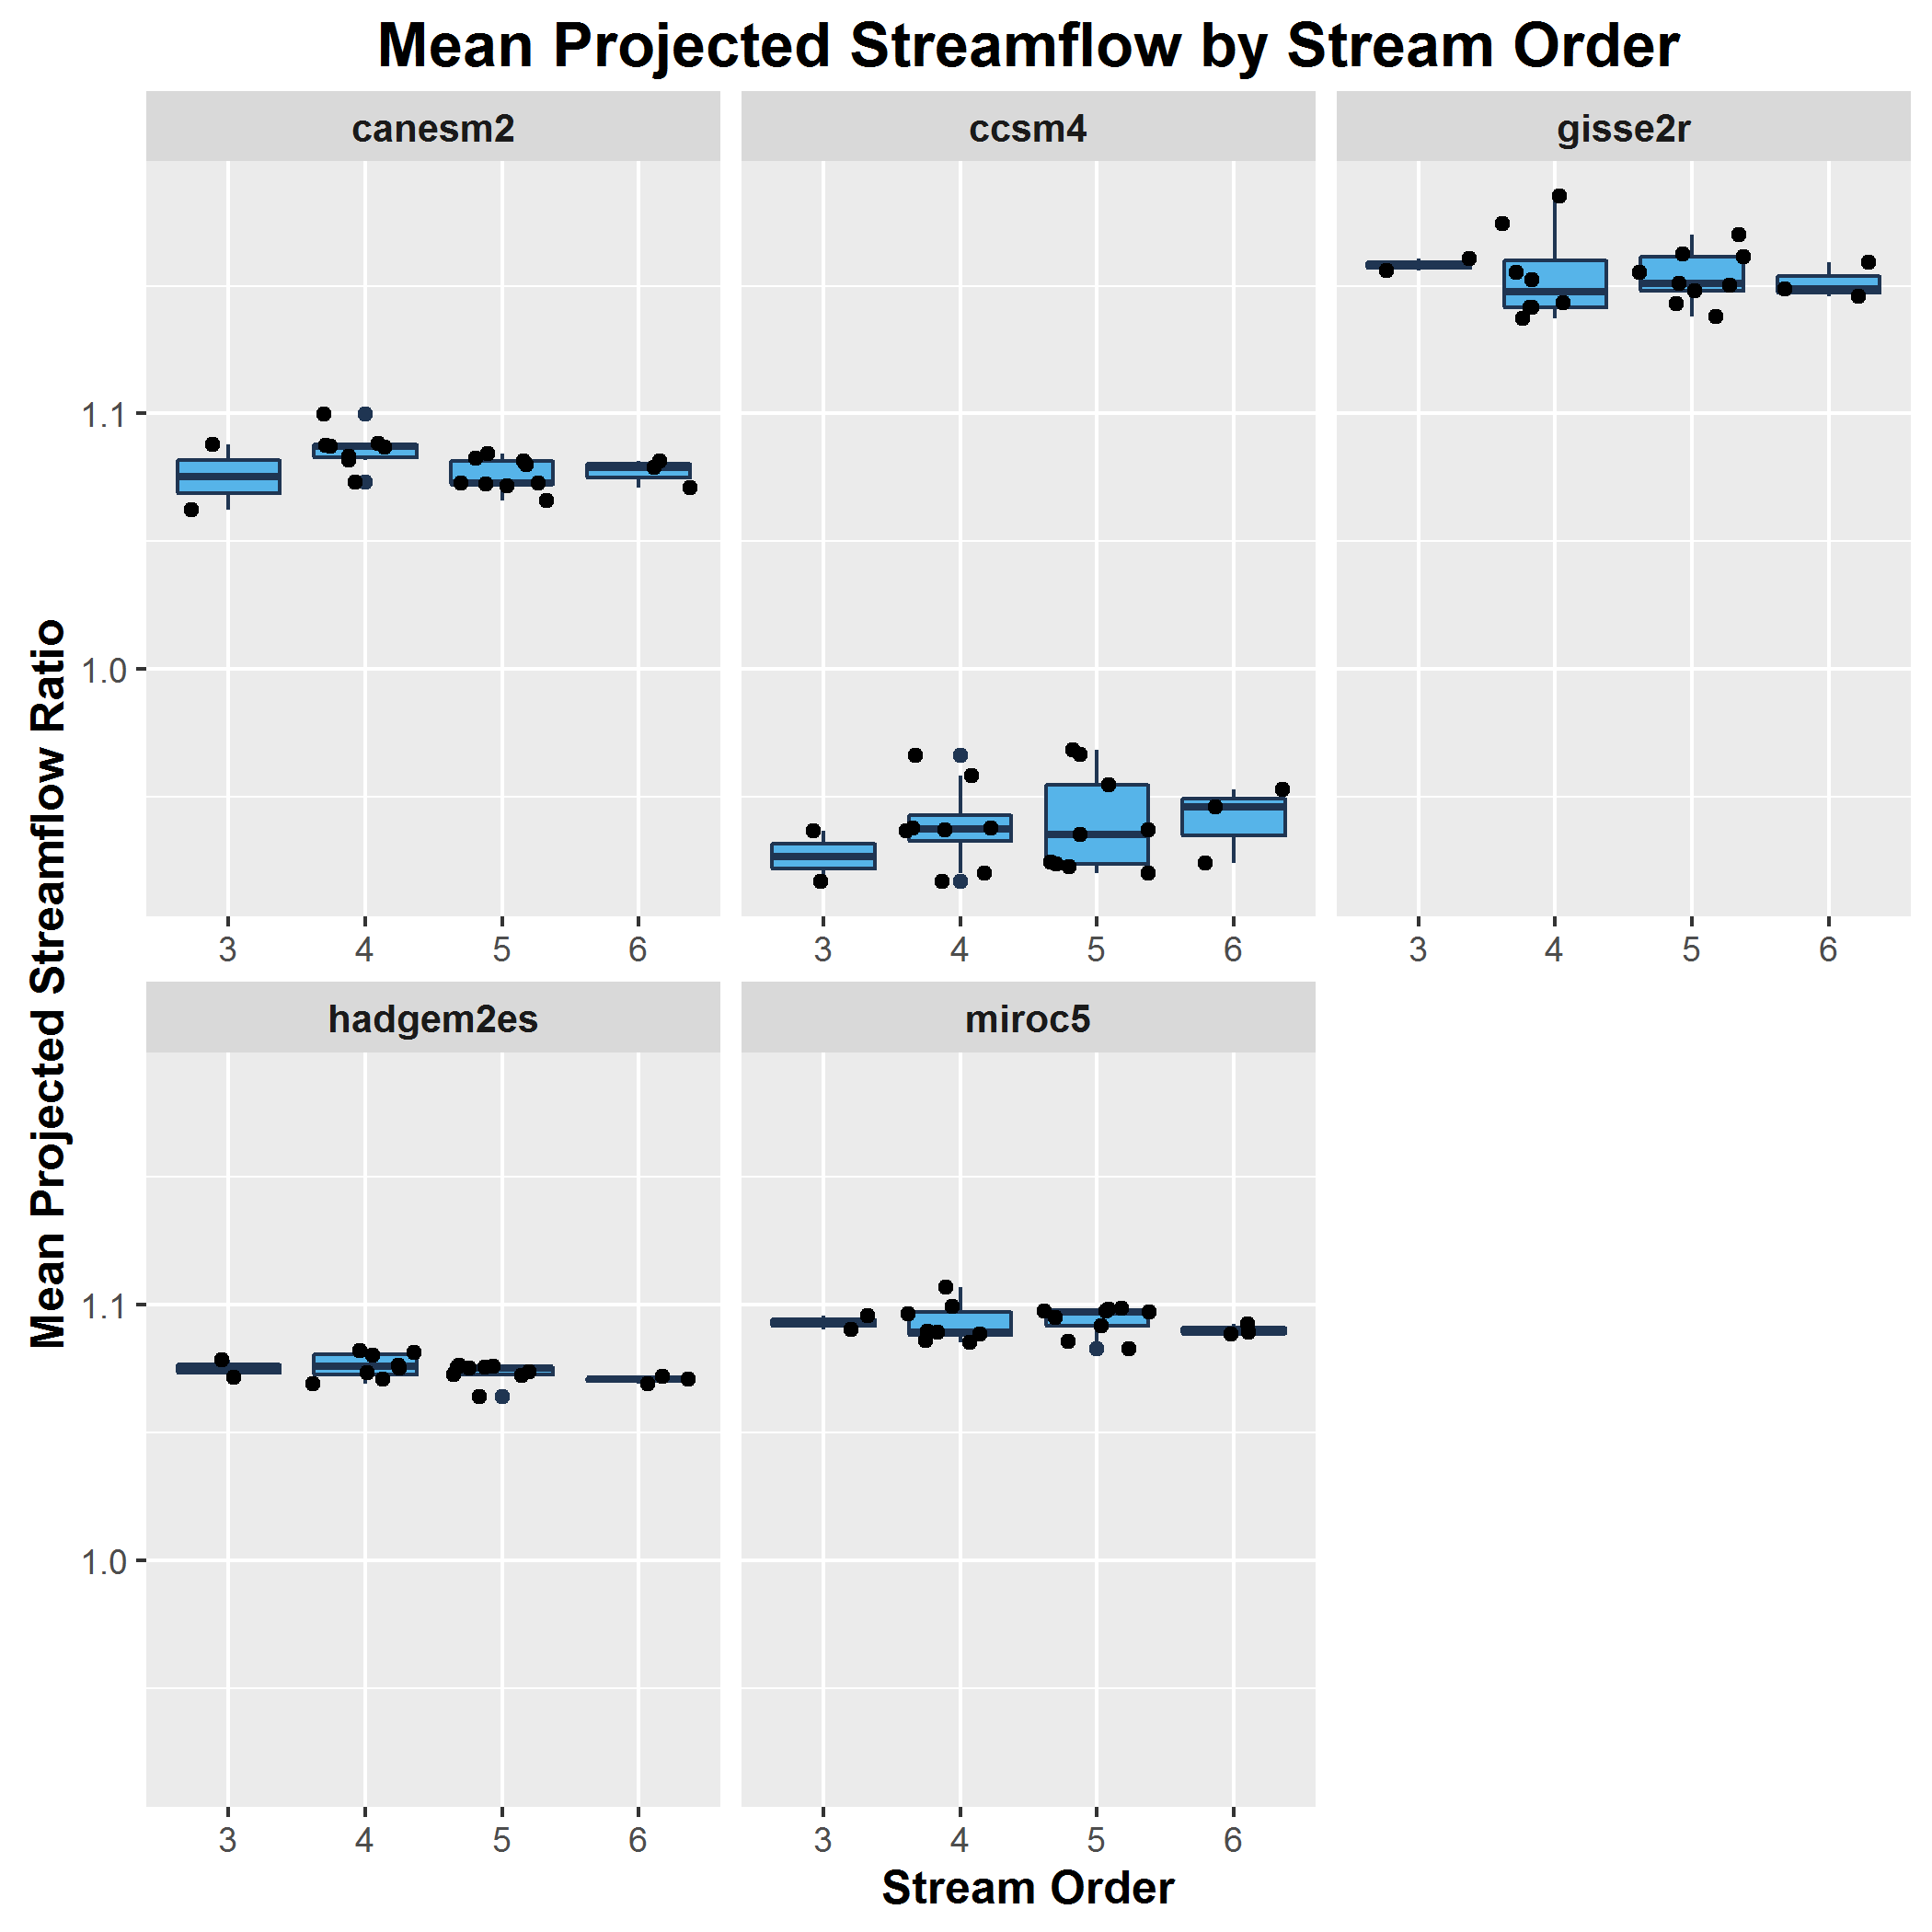 Mean Projected Streamflow by Stream Order
canesm2 ccsm4 gisse2r
1.1
1.0
3 4 5 6 3 4 5 6 3 4 5 6
Mean Projected Streamflow Ratio
hadgem2es miroc5
1.1
1.0
3 4 5 6 3 4 5 6
Stream Order